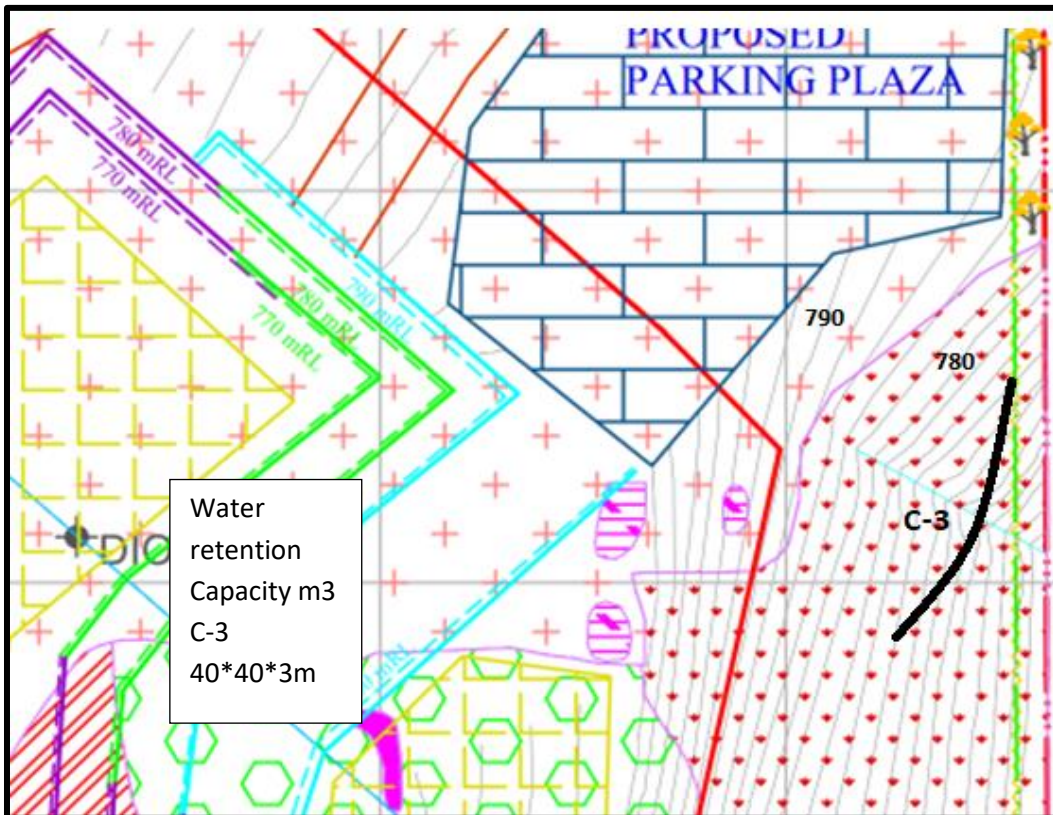 PROPOSED
PARKING PLAZA
780 mRL
770 mRL
790 mRL
780 mRL
770 mRL
790
780
C-3
Water
retention
Capacity m3
C-3
40*40*3m
mRL